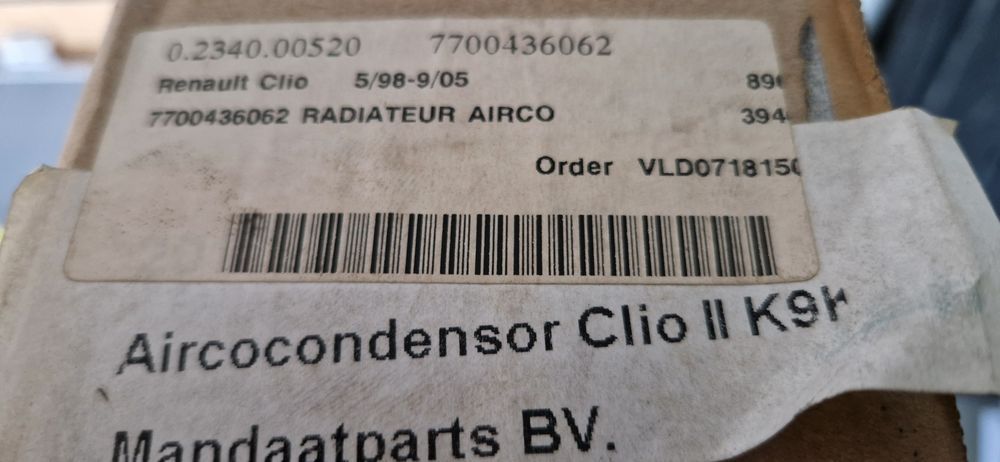 0.2340.00520 7700436062
Renault Clio 5/98-9/05
7700436062 RADIATEUR AIRCO
Order
Aircocondensor Clio II
Mandaatparts BV.